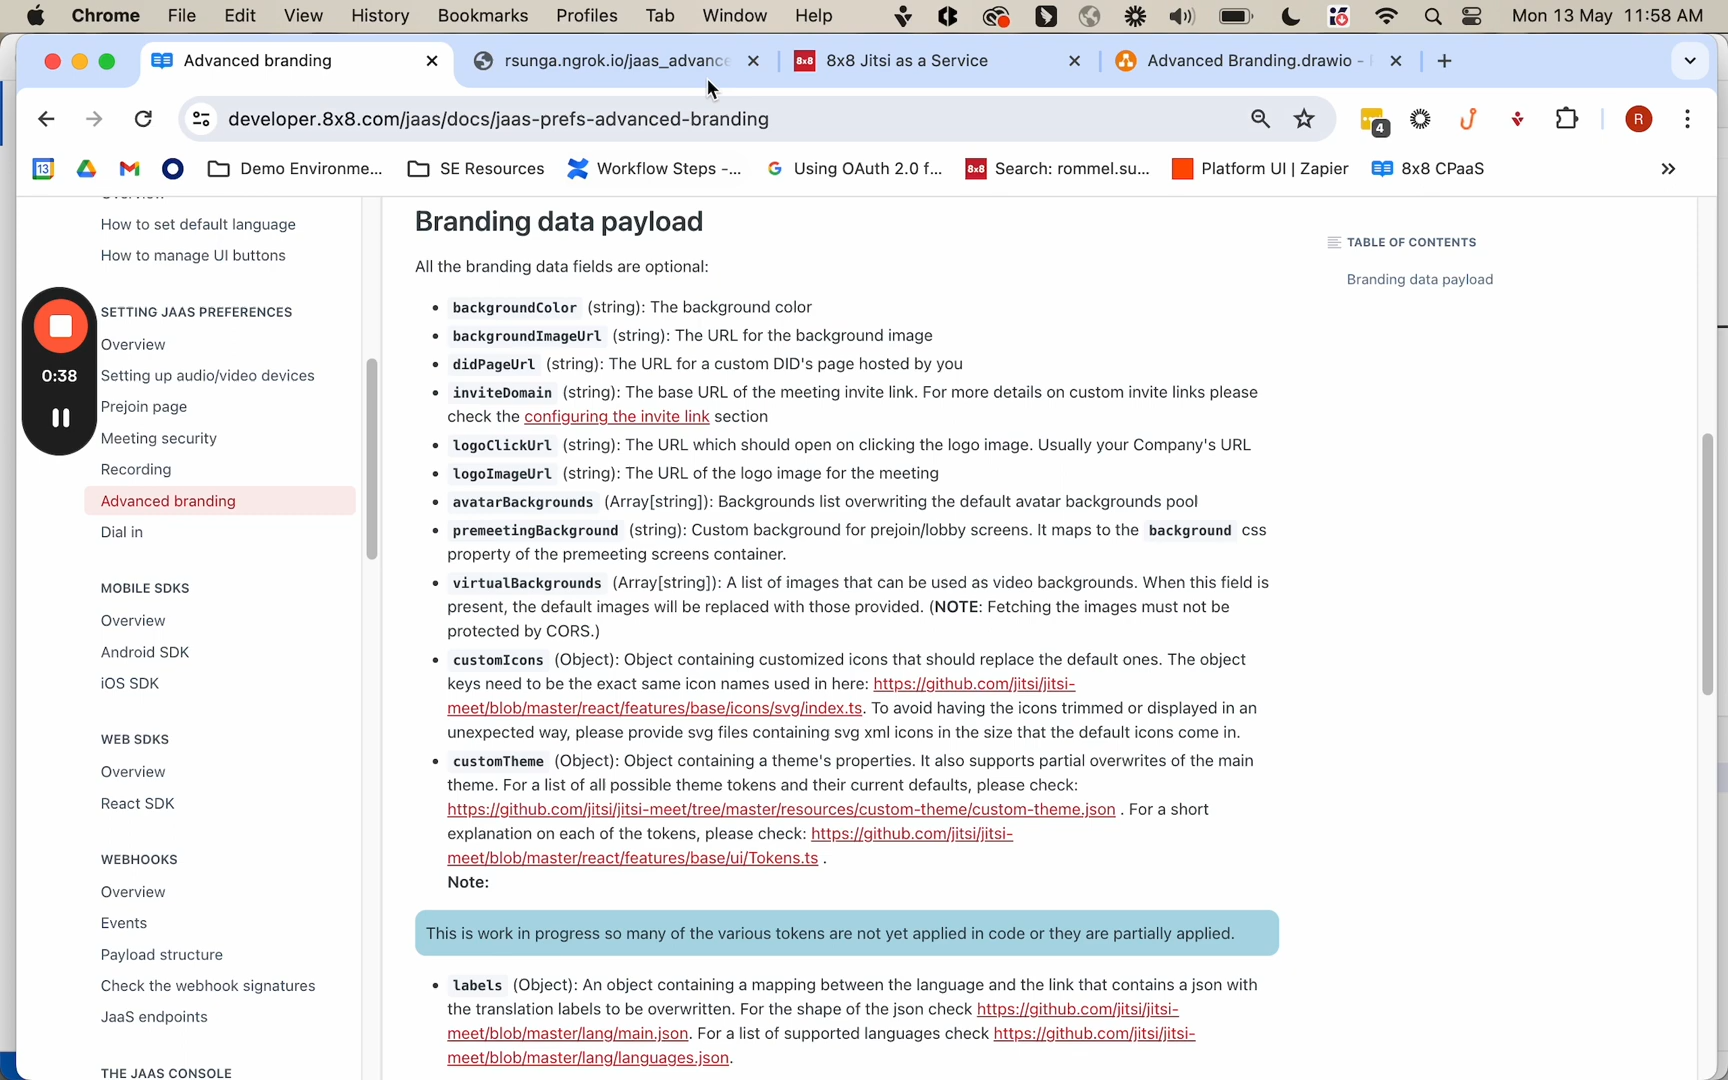 Chrome File Edit View History Bookmarks Profiles Tab Window Help Mon 13 May 11:58 AM
Advanced branding rsunga.ngrok.io/jaas_advance 8x8 8x8 Jitsi as a Service Advanced Branding.drawio -
developer.8x8.com/jaas/docs/jaas-prefs-advanced-branding 4 R
13 Demo Environme... SE Resources Workflow Steps -... Using OAuth 2.0 f... 8x8 Search: rommel.su... Platform UI | Zapier 8x8 CPaaS »
How to set default language
How to manage UI buttons
SETTING JAAS PREFERENCES
Overview
0:38
Setting up audio/video devices
Prejoin page
Meeting security
Recording
Advanced branding
Dial in
MOBILE SDKS
Overview
Android SDK
iOS SDK
WEB SDKS
Overview
React SDK
WEBHOOKS
Overview
Events
Payload structure
Check the webhook signatures
JaaS endpoints
THE JAAS CONSOLE
Branding data payload
All the branding data fields are optional:
• backgroundColor (string): The background color
• backgroundImageUrl (string): The URL for the background image
• didPageUrl (string): The URL for a custom DID's page hosted by you
• inviteDomain (string): The base URL of the meeting invite link. For more details on custom invite links please
check the configuring the invite link section
• logoClickUrl (string): The URL which should open on clicking the logo image. Usually your Company's URL
• logoImageUrl (string): The URL of the logo image for the meeting
• avatarBackgrounds (Array[string]): Backgrounds list overwriting the default avatar backgrounds pool
• premeetingBackground (string): Custom background for prejoin/lobby screens. It maps to the background css
property of the premeeting screens container.
• virtualBackgrounds (Array[string]): A list of images that can be used as video backgrounds. When this field is
present, the default images will be replaced with those provided. (NOTE: Fetching the images must not be
protected by CORS.)
• customIcons (Object): Object containing customized icons that should replace the default ones. The object
keys need to be the exact same icon names used in here: https://github.com/jitsi/jitsi-
meet/blob/master/react/features/base/icons/svg/index.ts. To avoid having the icons trimmed or displayed in an
unexpected way, please provide svg files containing svg xml icons in the size that the default icons come in.
• customTheme (Object): Object containing a theme's properties. It also supports partial overwrites of the main
theme. For a list of all possible theme tokens and their current defaults, please check:
https://github.com/jitsi/jitsi-meet/tree/master/resources/custom-theme/custom-theme.json . For a short
explanation on each of the tokens, please check: https://github.com/jitsi/jitsi-
meet/blob/master/react/features/base/ui/Tokens.ts .
Note:
This is work in progress so many of the various tokens are not yet applied in code or they are partially applied.
• labels (Object): An object containing a mapping between the language and the link that contains a json with
the translation labels to be overwritten. For the shape of the json check https://github.com/jitsi/jitsi-
meet/blob/master/lang/main.json. For a list of supported languages check https://github.com/jitsi/jitsi-
meet/blob/master/lang/languages.json.
TABLE OF CONTENTS
Branding data payload